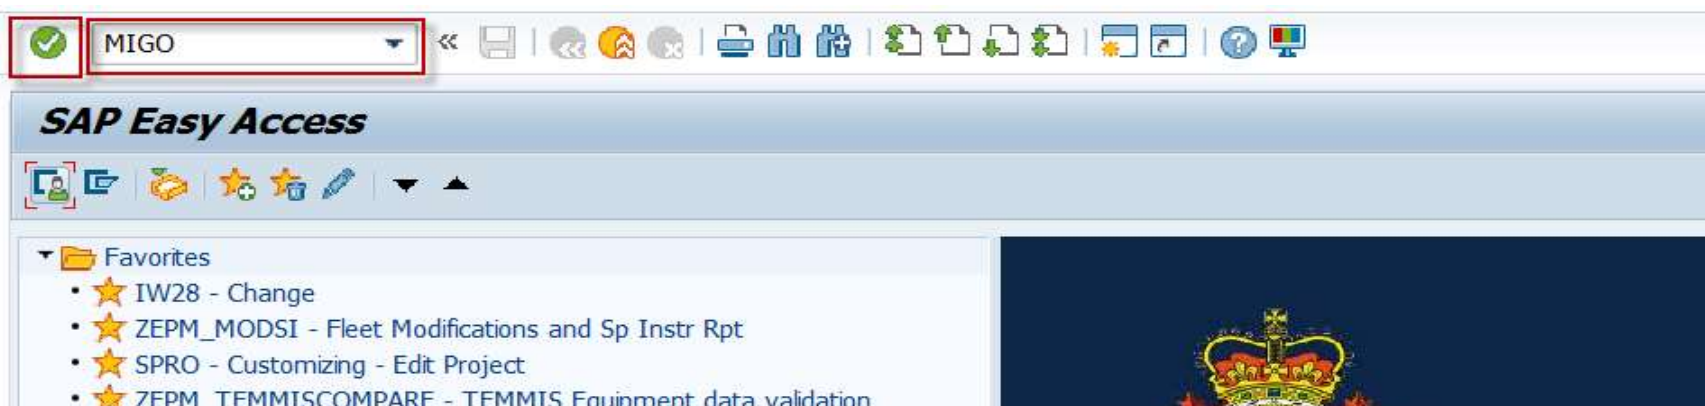 MIGO
SAP Easy Access
Favorites
IW28 - Change
ZEPM_MODSI - Fleet Modifications and Sp Instr Rpt
SPRO - Customizing - Edit Project
ZEPM_TEMMISCOMPARE - TEMMIS Equipment data validation